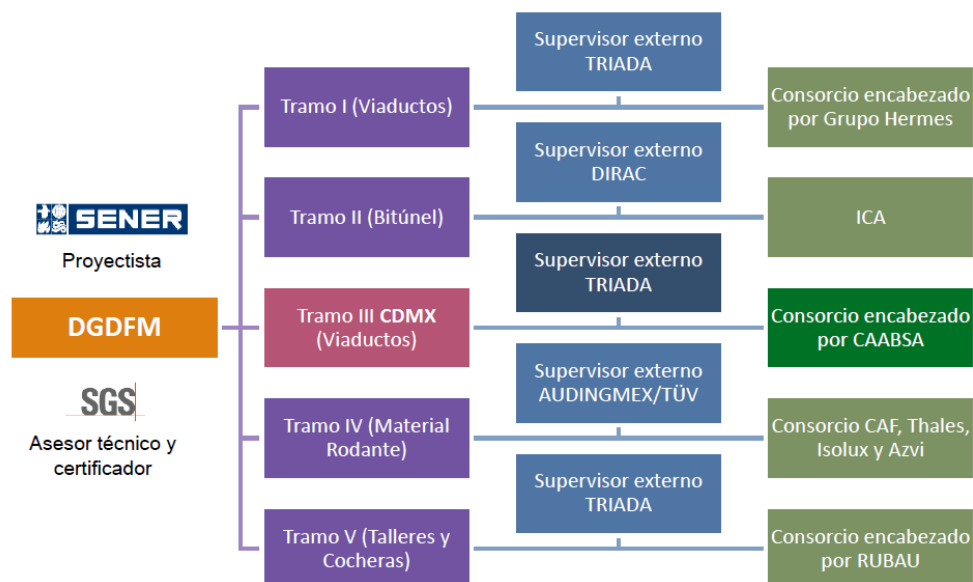 SENER
Proyectista
DGDFM
SGS
Asesor técnico y
certificador
Tramo I (Viaductos)
Supervisor externo
TRIADA
Consorcio encabezado
por Grupo Hermes
Tramo II (Bitúnel)
Supervisor externo
DIRAC
ICA
Tramo III CDMX
(Viaductos)
Supervisor externo
TRIADA
Consorcio encabezado
por CAABSA
Tramo IV (Material
Rodante)
Supervisor externo
AUDINGMEX/TÜV
Consorcio CAF, Thales,
Isolux y Azvi
Tramo V (Talleres y
Cocheras)
Supervisor externo
TRIADA
Consorcio encabezado
por RUBAU